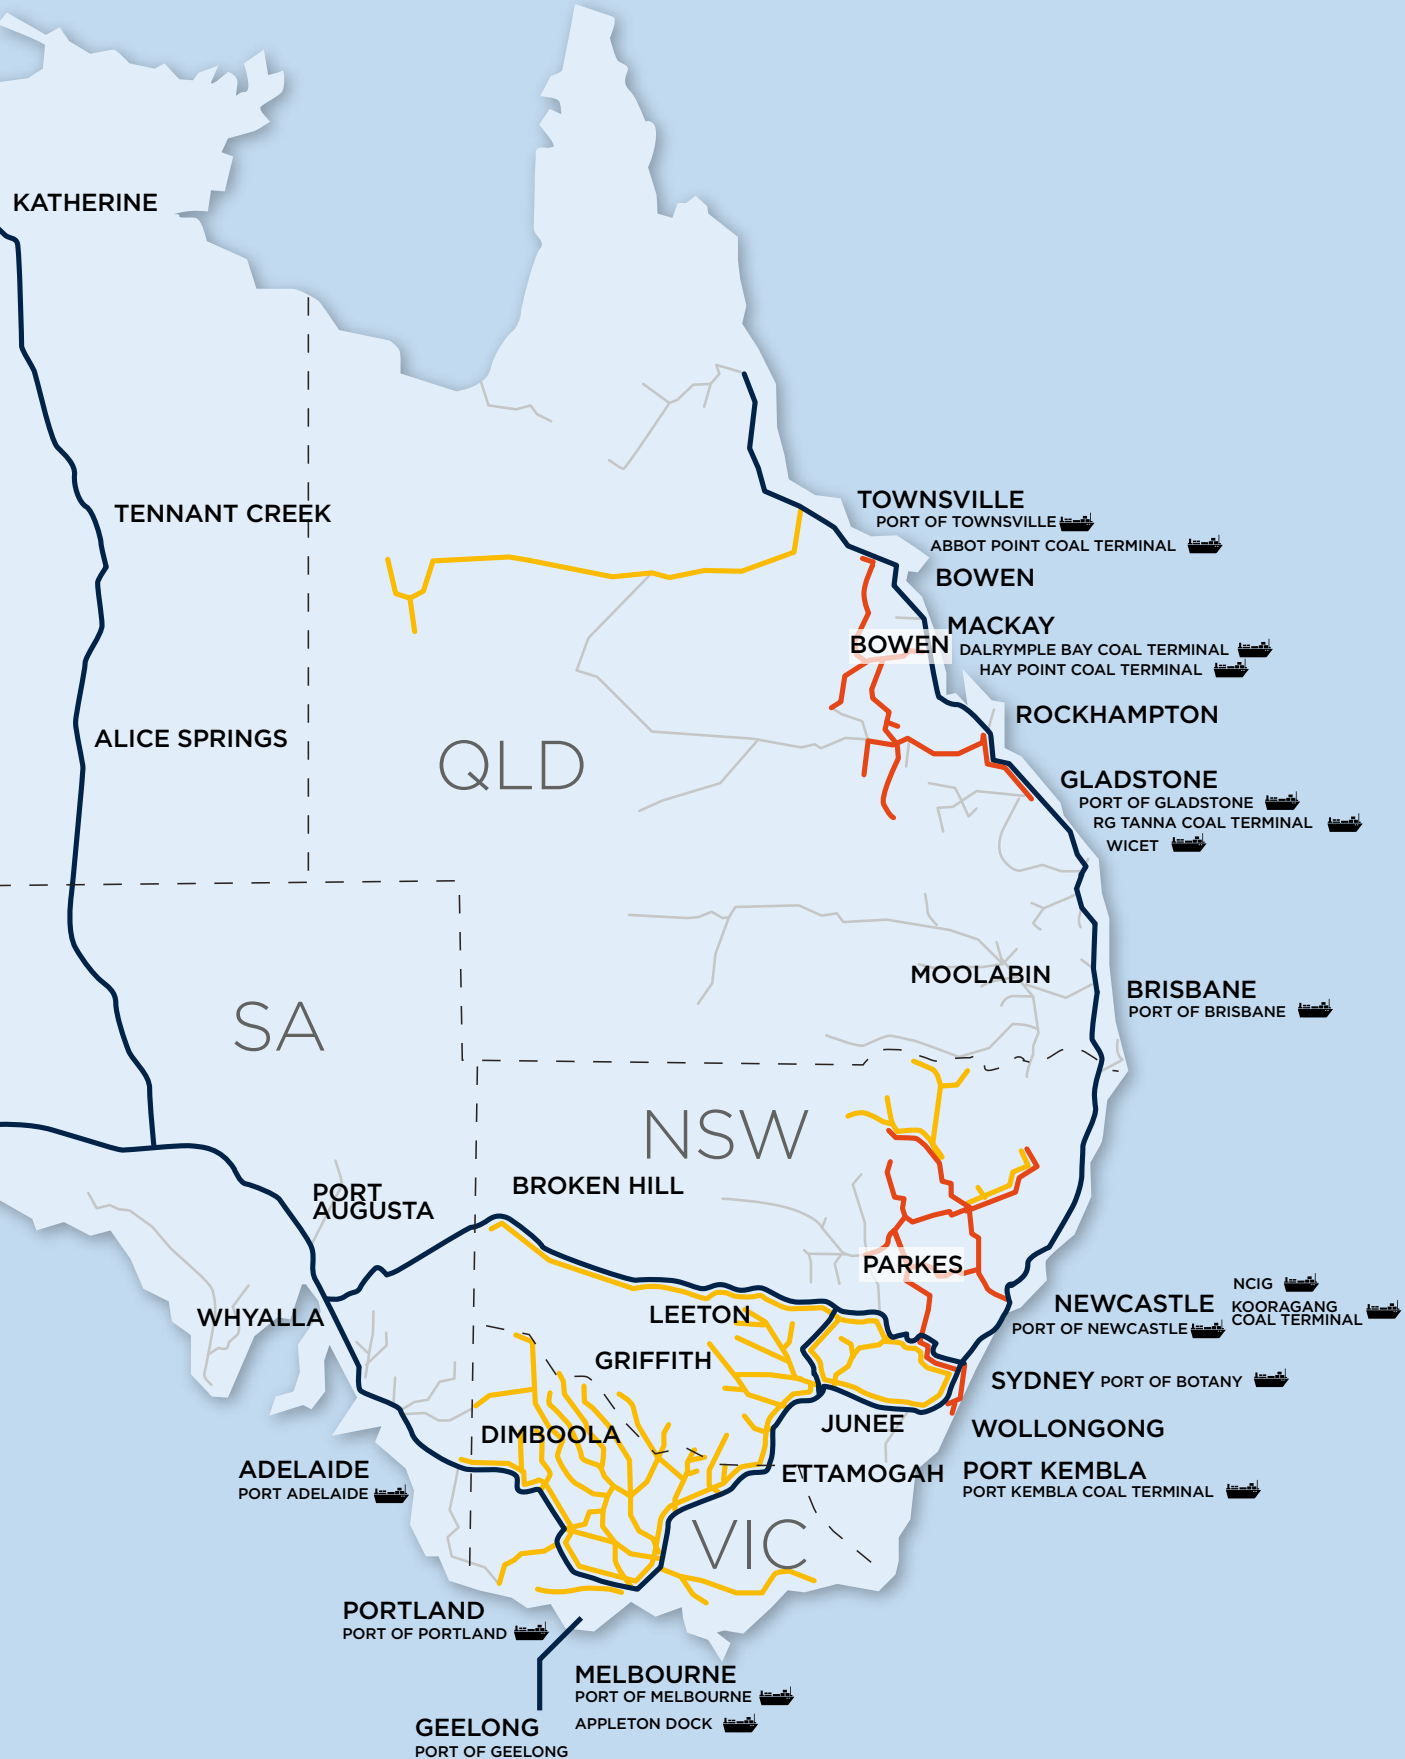 KATHERINE
TENNANT CREEK
TOWNSVILLE
PORT OF TOWNSVILLE
ABBOT POINT COAL TERMINAL
BOWEN
MACKAY
BOWEN
DALRYMPLE BAY COAL TERMINAL
HAY POINT COAL TERMINAL
ROCKHAMPTON
ALICE SPRINGS
QLD
GLADSTONE
PORT OF GLADSTONE
RG TANNA COAL TERMINAL
WICET
MOOLABIN
BRISBANE
PORT OF BRISBANE
SA
NSW
BROKEN HILL
PORT
AUGUSTA
PARKES
NCIG
NEWCASTLE
KOORAGANG
COAL TERMINAL
PORT OF NEWCASTLE
WHYALLA
LEETON
GRIFFITH
SYDNEY PORT OF BOTANY
JUNEE
WOLLONGONG
DIMBOOLA
ETTAMOGAH
PORT KEMBLA
PORT KEMBLA COAL TERMINAL
ADELAIDE
PORT ADELAIDE
VIC
PORTLAND
PORT OF PORTLAND
MELBOURNE
PORT OF MELBOURNE
APPLETON DOCK
GEELONG
PORT OF GEELONG